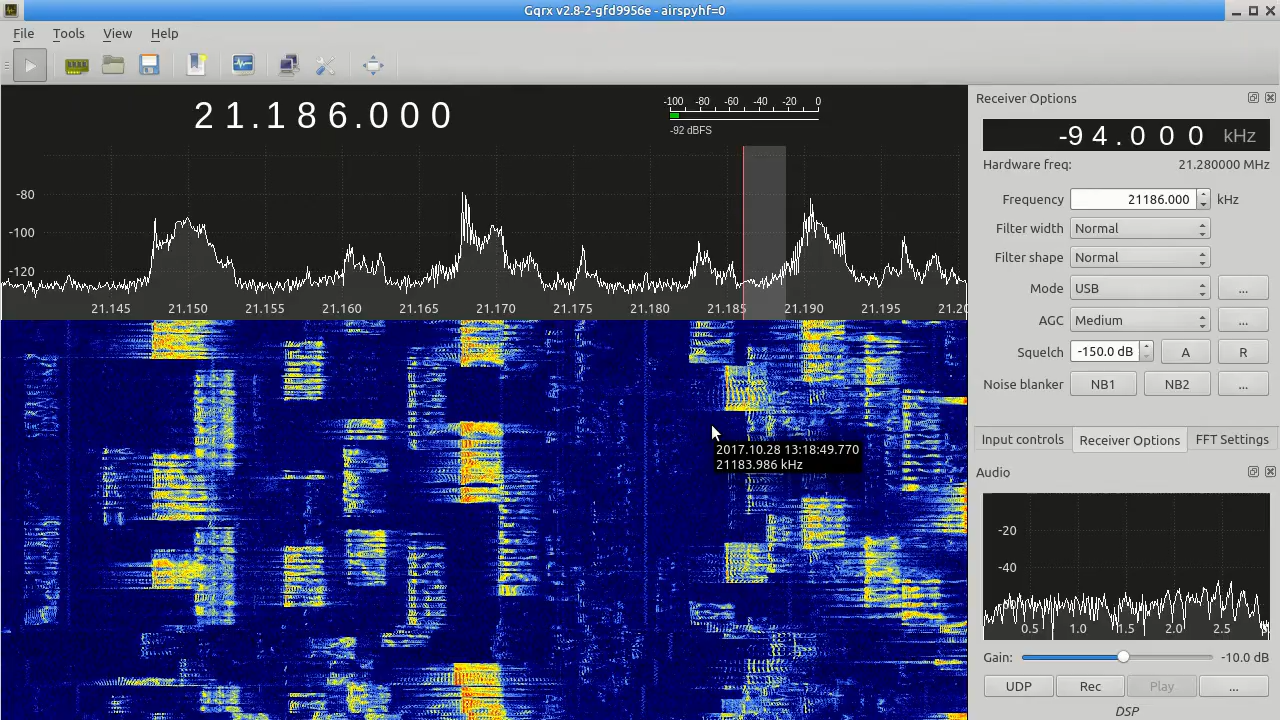 Gqrx v2.8-2-gfd9956e - airspyhf=0
File Tools View Help
21.186.000
-100 -80 -60 -40 -20 0
-92 dBFS
-80
-100
-120
21.145 21.150 21.155 21.160 21.165 21.170 21.175 21.180 21.185 21.190 21.195 21.20
2017.10.28 13:18:49.770
21183.986 kHz
Receiver Options
-94.000 kHz
Hardware freq: 21.280000 MHz
Frequency 21186.000 kHz
Filter width Normal
Filter shape Normal
Mode USB ...
AGC Medium ...
Squelch -150.0 dB A R
Noise blanker NB1 NB2 ...
Input controls Receiver Options FFT Settings
Audio
-20
-40
0.5 1.0 1.5 2.0 2.5
Gain: -10.0 dB
UDP Rec Play ...
DSP